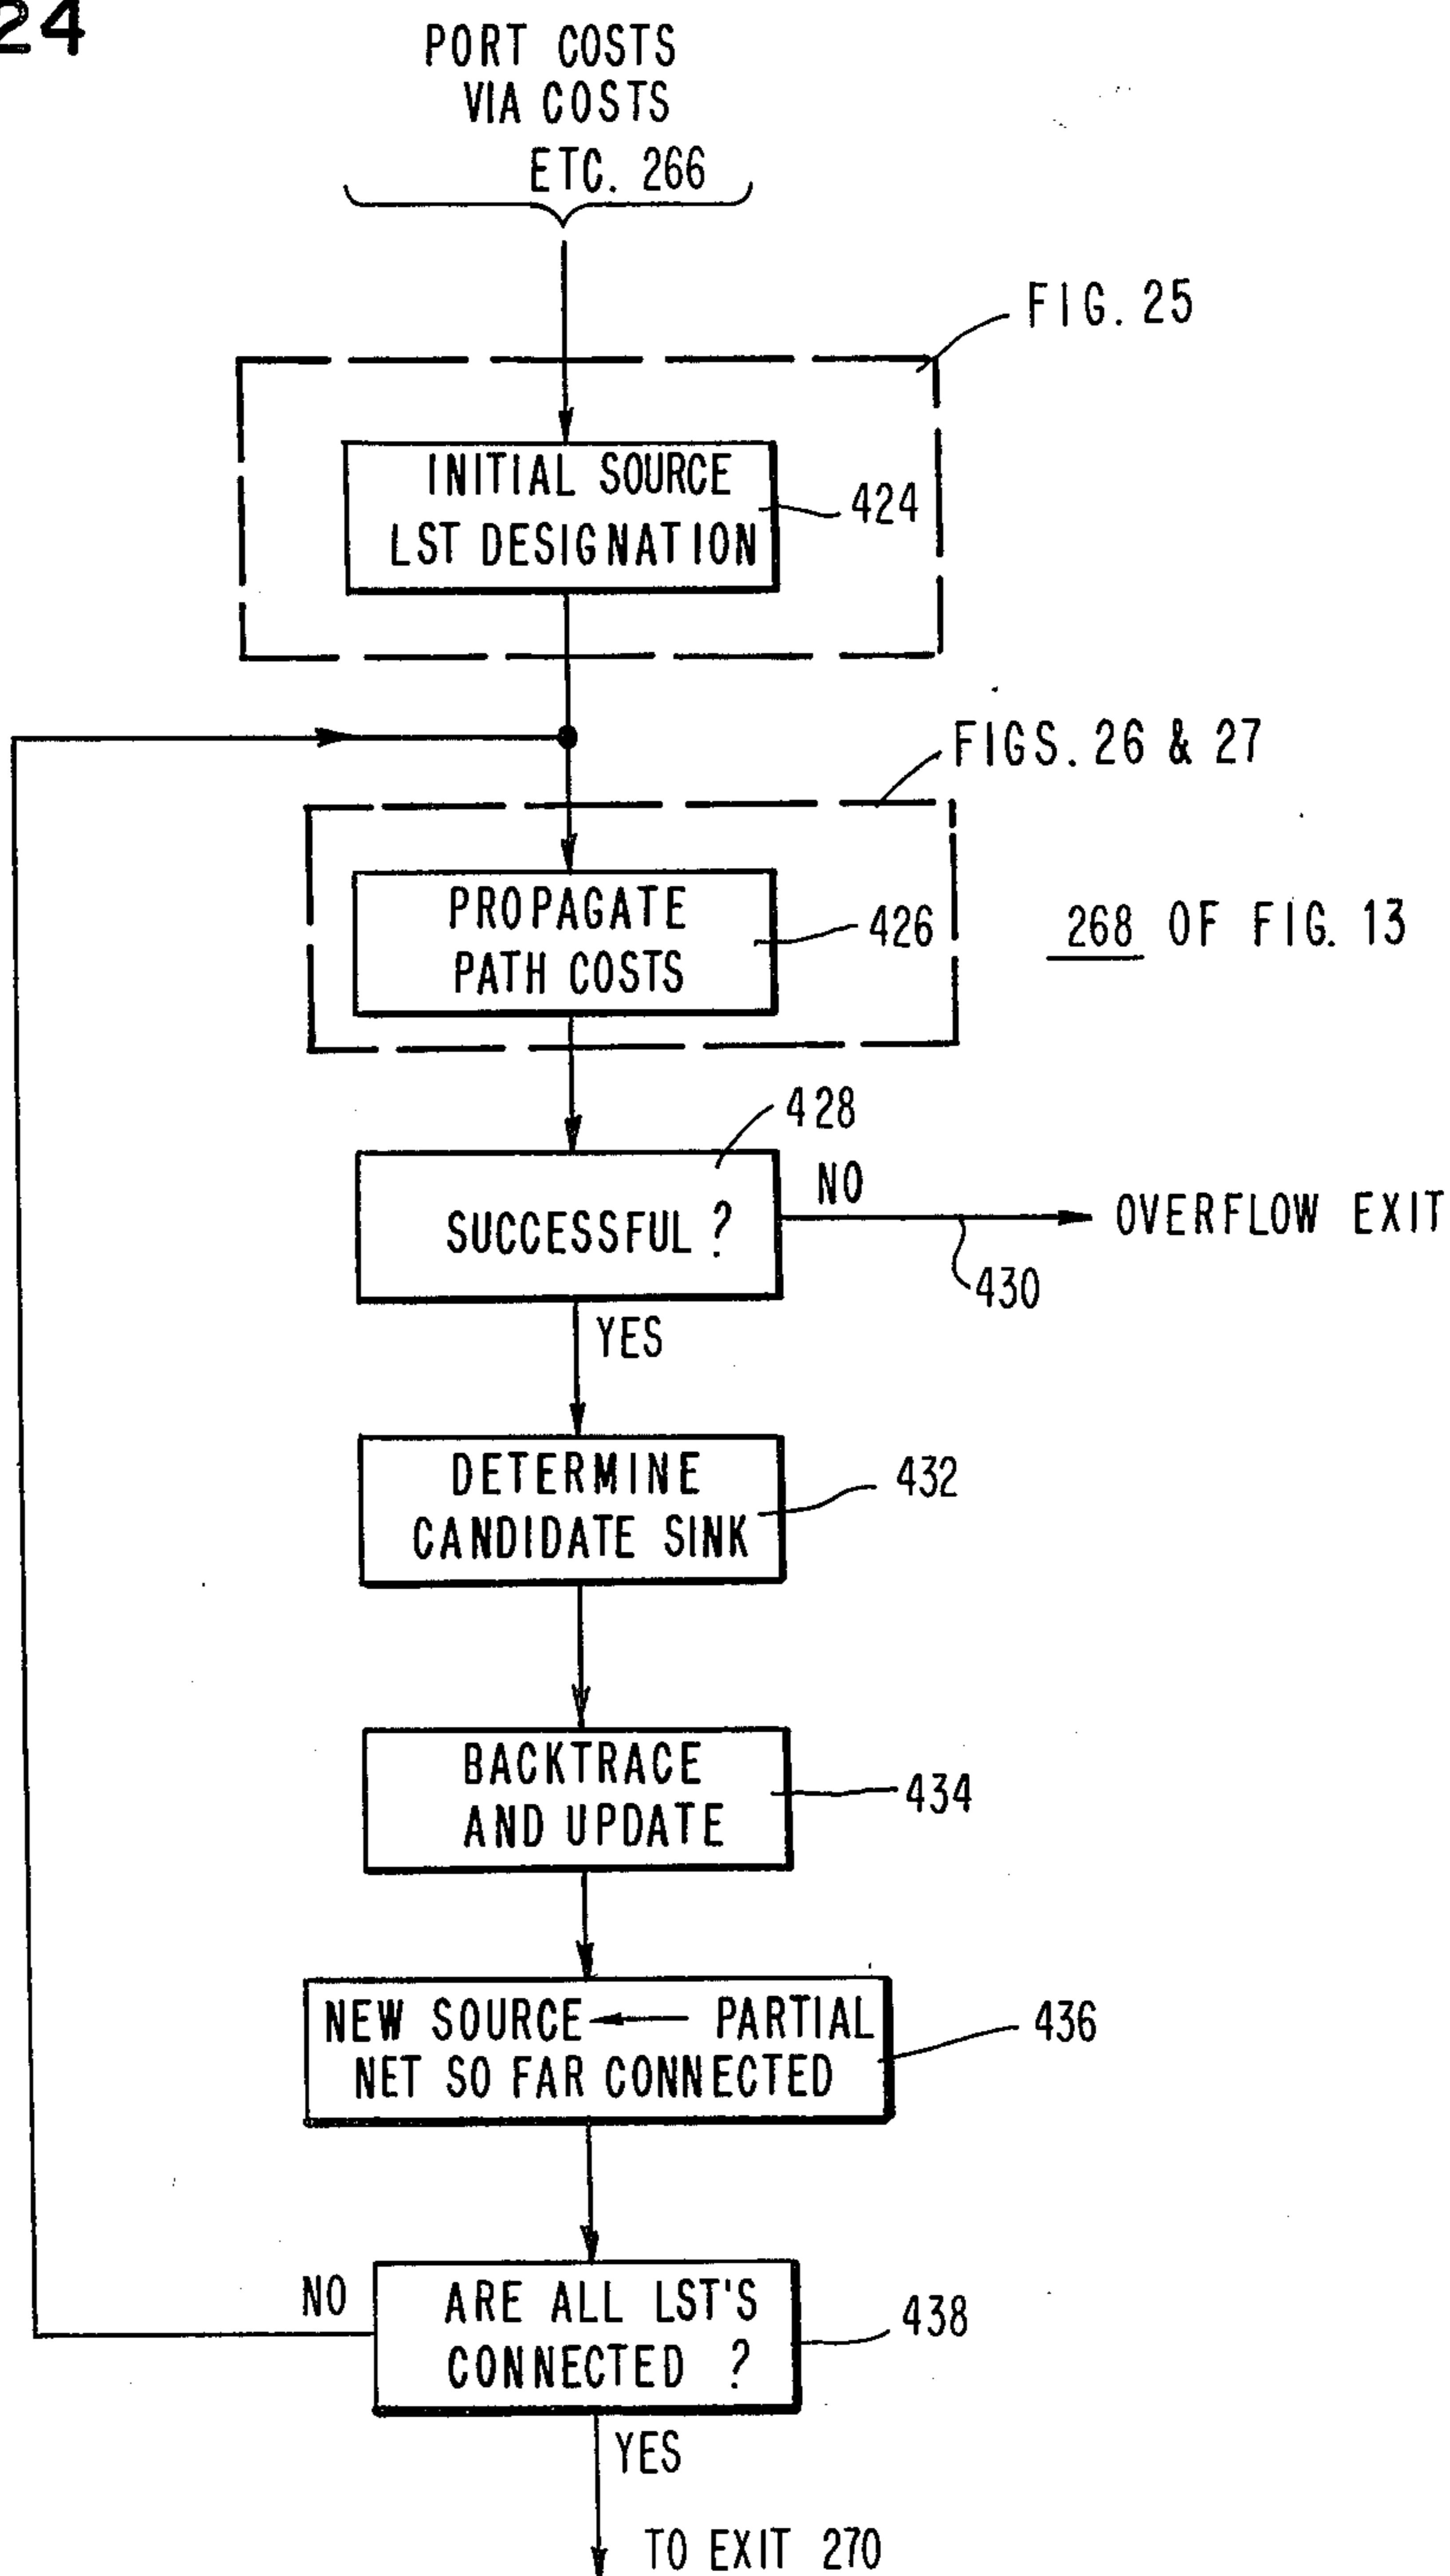 24
PORT COSTS
VIA COSTS
ETC. 266
FIG. 25
INITIAL SOURCE
LST DESIGNATION
424
FIGS. 26 & 27
PROPAGATE
PATH COSTS
426
268 OF FIG. 13
428
SUCCESSFUL ?
NO
OVERFLOW EXIT
430
YES
DETERMINE
CANDIDATE SINK
432
BACKTRACE
AND UPDATE
434
NEW SOURCE ← PARTIAL
NET SO FAR CONNECTED
436
NO
ARE ALL LST'S
CONNECTED ?
438
YES
TO EXIT 270